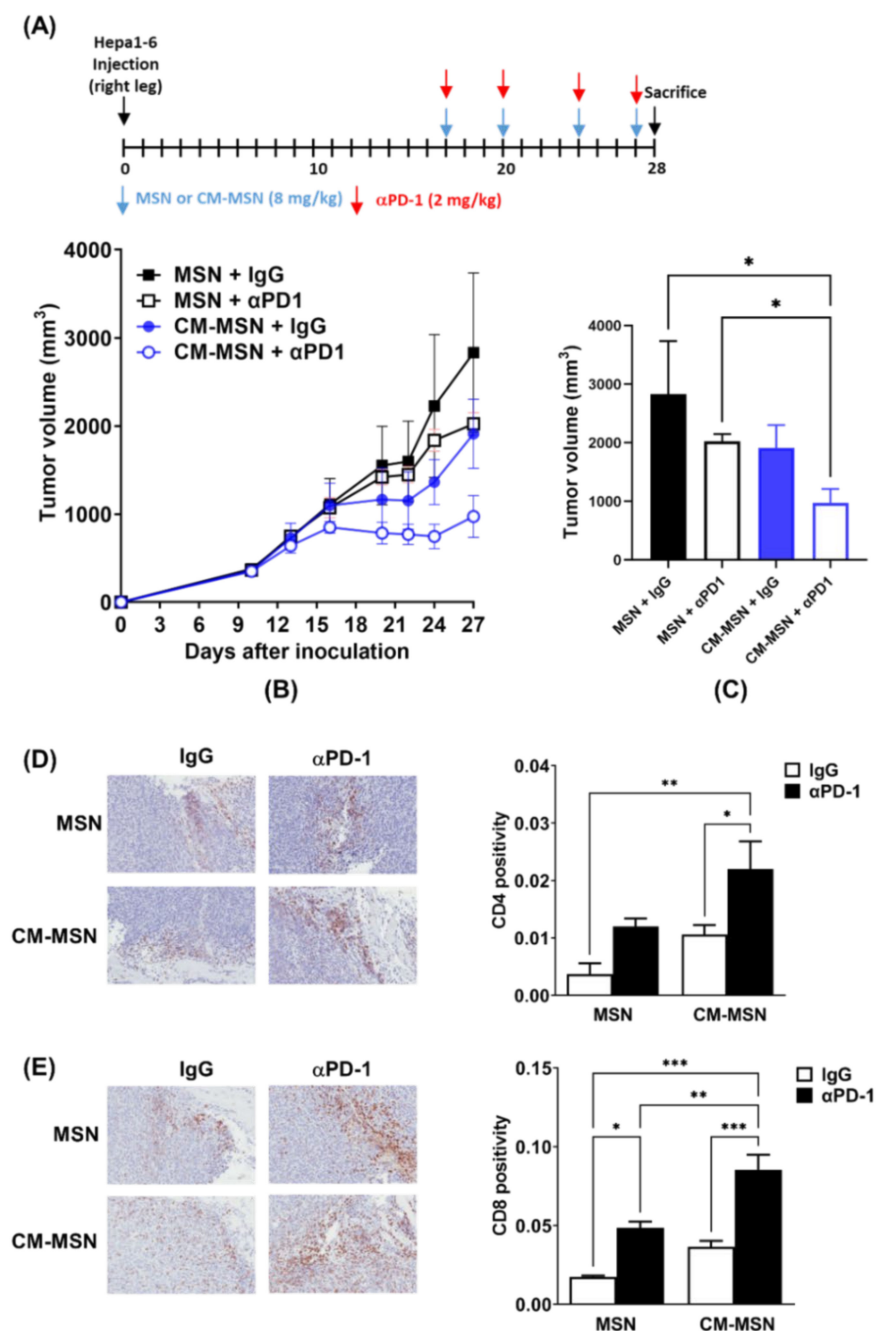 (A)
Hepa1-6
Injection
(right leg)
Sacrifice
0
10
20
28
MSN or CM-MSN (8 mg/kg)
αPD-1 (2 mg/kg)
4000
3000
2000
1000
0
Tumor volume (mm³)
MSN + IgG
MSN + αPD1
CM-MSN + IgG
CM-MSN + αPD1
0
3
6
9
12
15
18
21
24
27
Days after inoculation
(B)
*
*
4000
3000
2000
1000
0
Tumor volume (mm³)
MSN + IgG
MSN + αPD1
CM-MSN + IgG
CM-MSN + αPD1
(C)
(D)
IgG
αPD-1
MSN
CM-MSN
0.04
0.03
0.02
0.01
0.00
CD4 positivity
**
*
IgG
αPD-1
MSN
CM-MSN
(E)
IgG
αPD-1
MSN
CM-MSN
0.15
0.10
0.05
0.00
CD8 positivity
***
**
*
***
IgG
αPD-1
MSN
CM-MSN